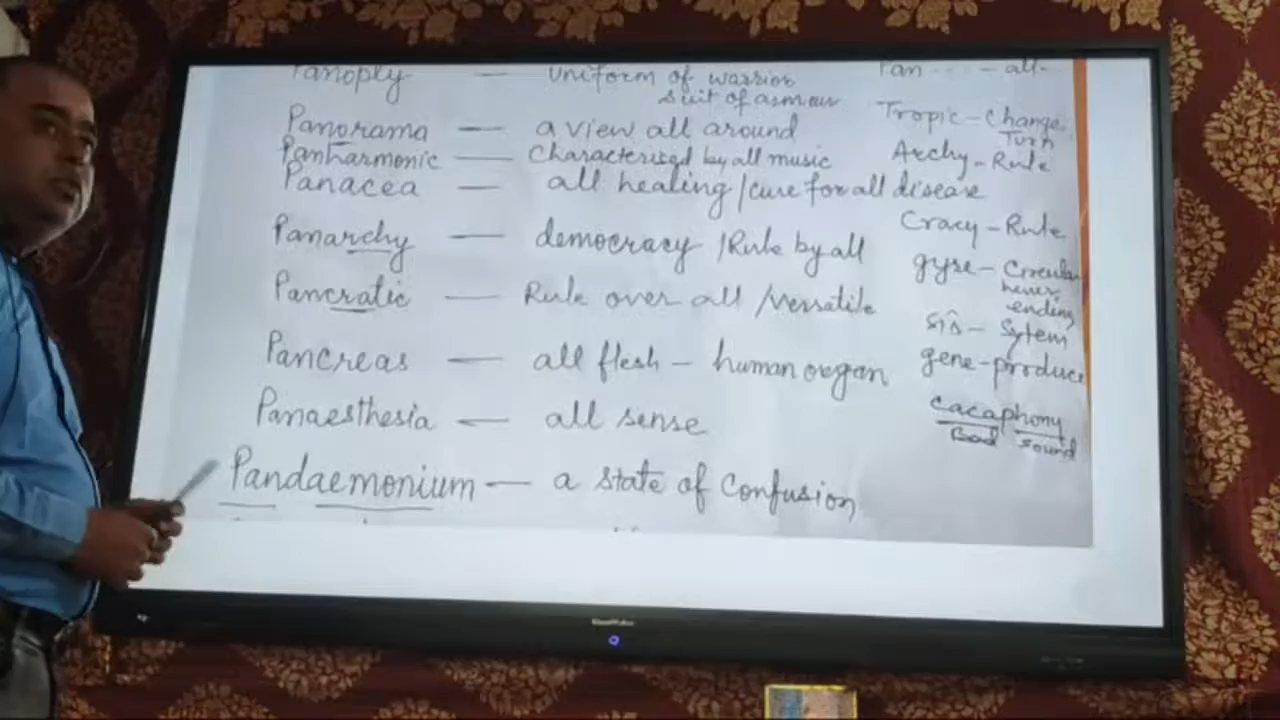 Panoply — uniform of warrior
suit of armour
Panorama — a view all around
Panharmonic — Characterised by all music
Panacea — all healing/cure for all disease
Panarchy — democracy /Rule by all
Pancratic — Rule over all /Versatile
Pancreas — all flesh – human organ
Panaesthesia — all sense
Pandaemonium — a state of confusion
Pan - - - - all.
Tropic – Change
Turn
Archy – Rule
Cracy – Rule
gyre – Circular
never
ending
sis – Sytem
gene – produce
cacaphony
Bad sound